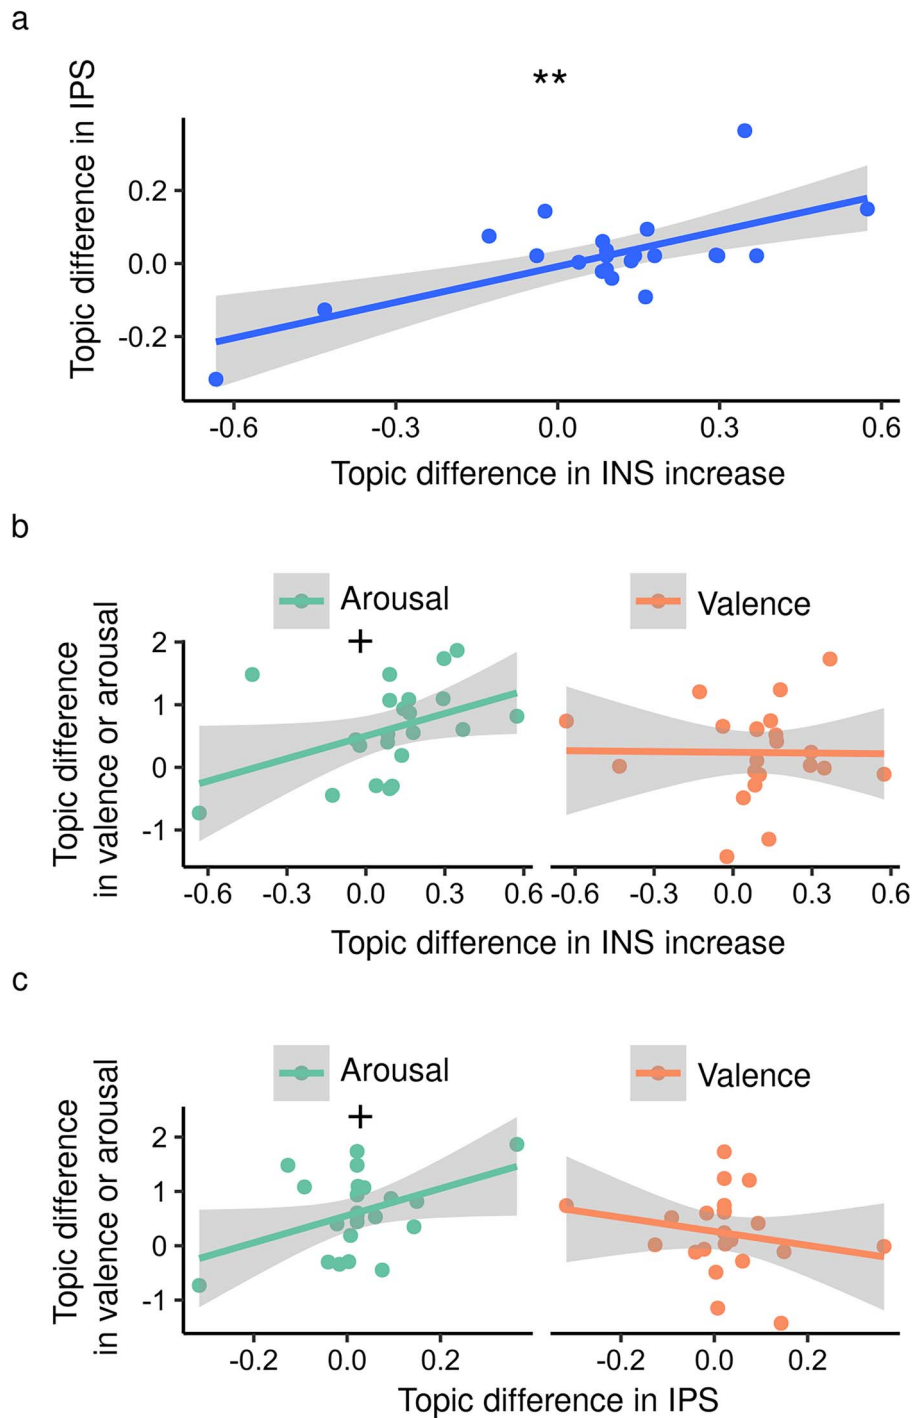 a
**
Topic difference in IPS
0.2
0.0
-0.2
-0.6 -0.3 0.0 0.3 0.6
Topic difference in INS increase
b
Arousal
Valence
+
Topic difference
in valence or arousal
2
1
0
-1
-0.6 -0.3 0.0 0.3 0.6
-0.6 -0.3 0.0 0.3 0.6
Topic difference in INS increase
c
Arousal
Valence
+
Topic difference
in valence or arousal
2
1
0
-1
-0.2 0.0 0.2
-0.2 0.0 0.2
Topic difference in IPS